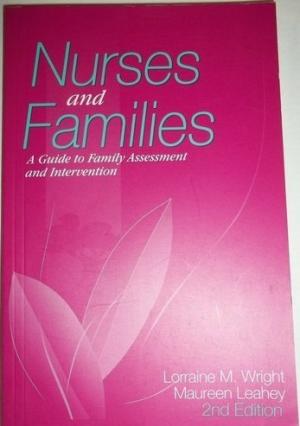 Nurses
and
Families
A Guide to Family Assessment
and Intervention
Lorraine M. Wright
Maureen Leahey
2nd Edition